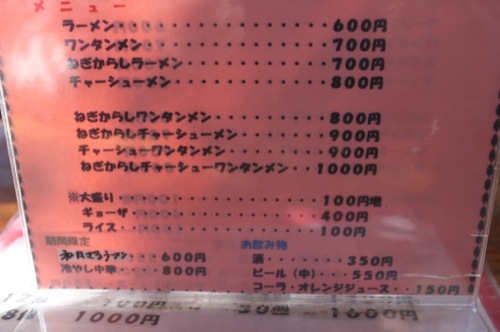 メニュー
ラーメン・・・・・・・・・・・・・・・・600円
ワンタンメン・・・・・・・・・・・・・・700円
ねぎからしラーメン・・・・・・・・・・・700円
チャーシューメン・・・・・・・・・・・・800円
ねぎからしワンタンメン・・・・・・・・・800円
ねぎからしチャーシューメン・・・・・・・900円
チャーシューワンタンメン・・・・・・・・900円
ねぎからしチャーシューワンタンメン・・1000円
※大盛り・・・・・・・・・・・・・・100円増
ギョーザ・・・・・・・・・・・・・・400円
ライス・・・・・・・・・・・・・・・100円
期間限定
・・・600円
冷やし中華・・・800円
お飲み物
酒・・・・・・350円
ビール(中)・・・550円
コーラ・オレンジジュース・・150円
1000円
1600円